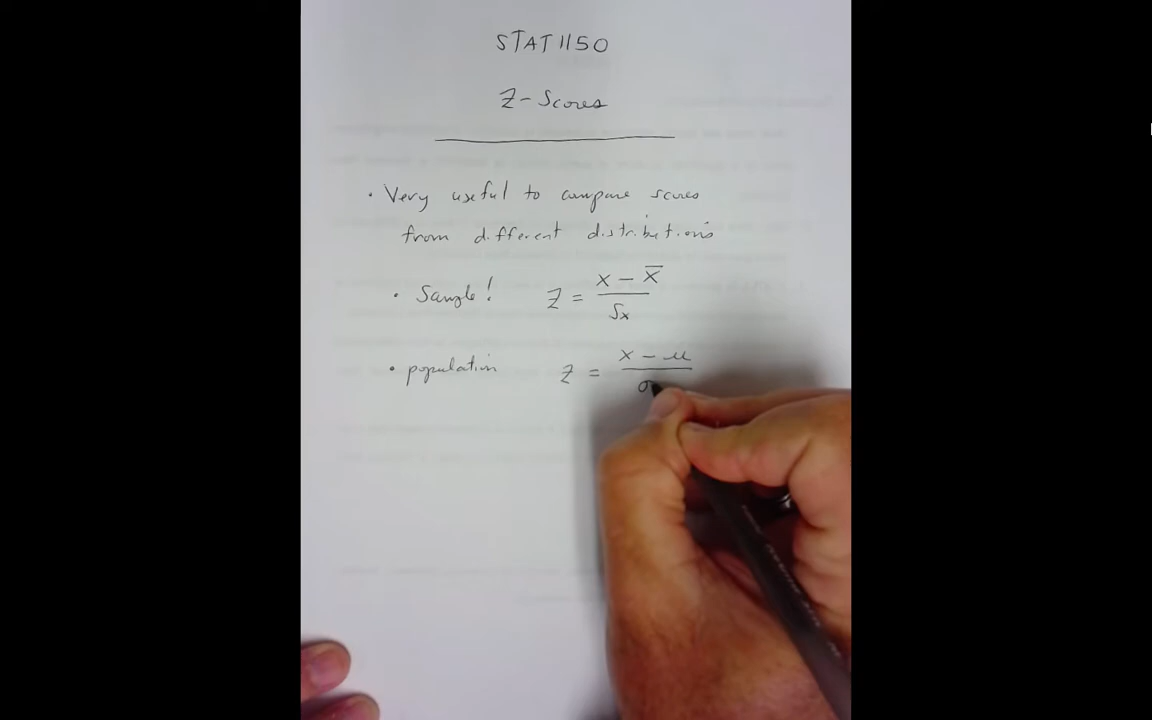 STAT 1150
Z-Scores
• Very useful to compare scores
from different distributions
• Sample! Z = x - x̄ / Sx
• population Z = x - μ / σ